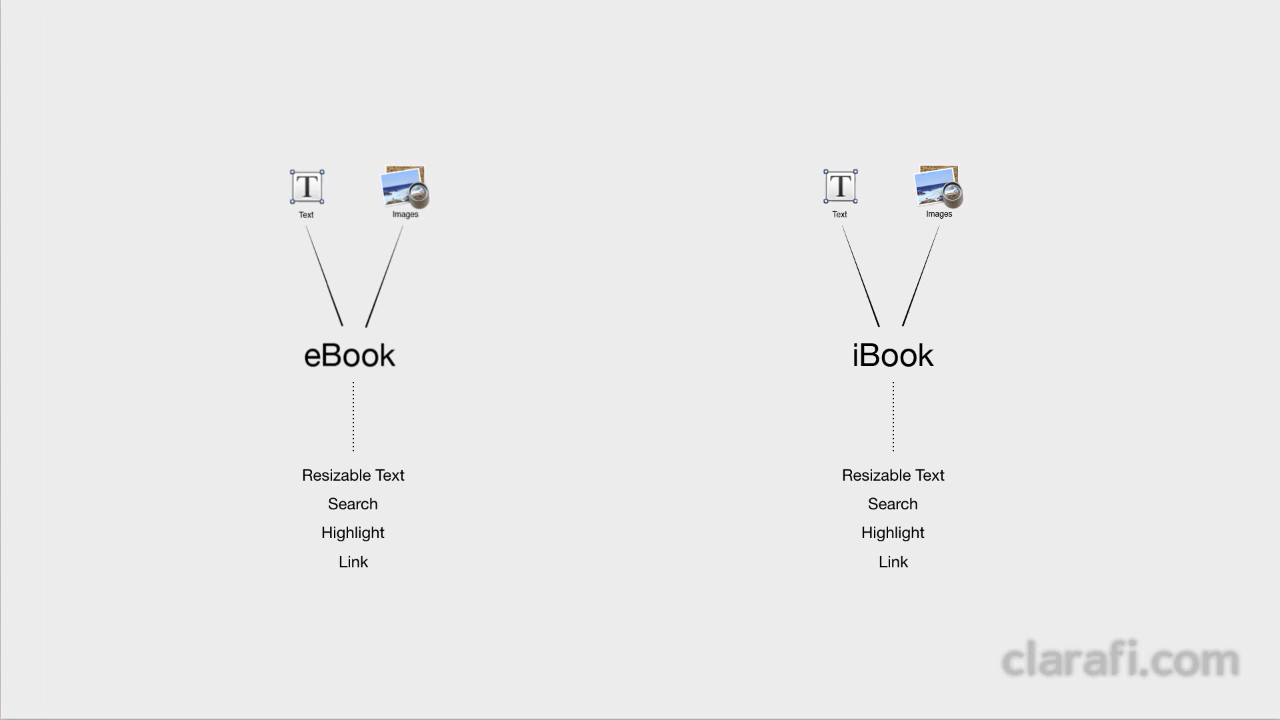 T
Text
Images
eBook
Resizable Text
Search
Highlight
Link
T
Text
Images
iBook
Resizable Text
Search
Highlight
Link
clarafi.com